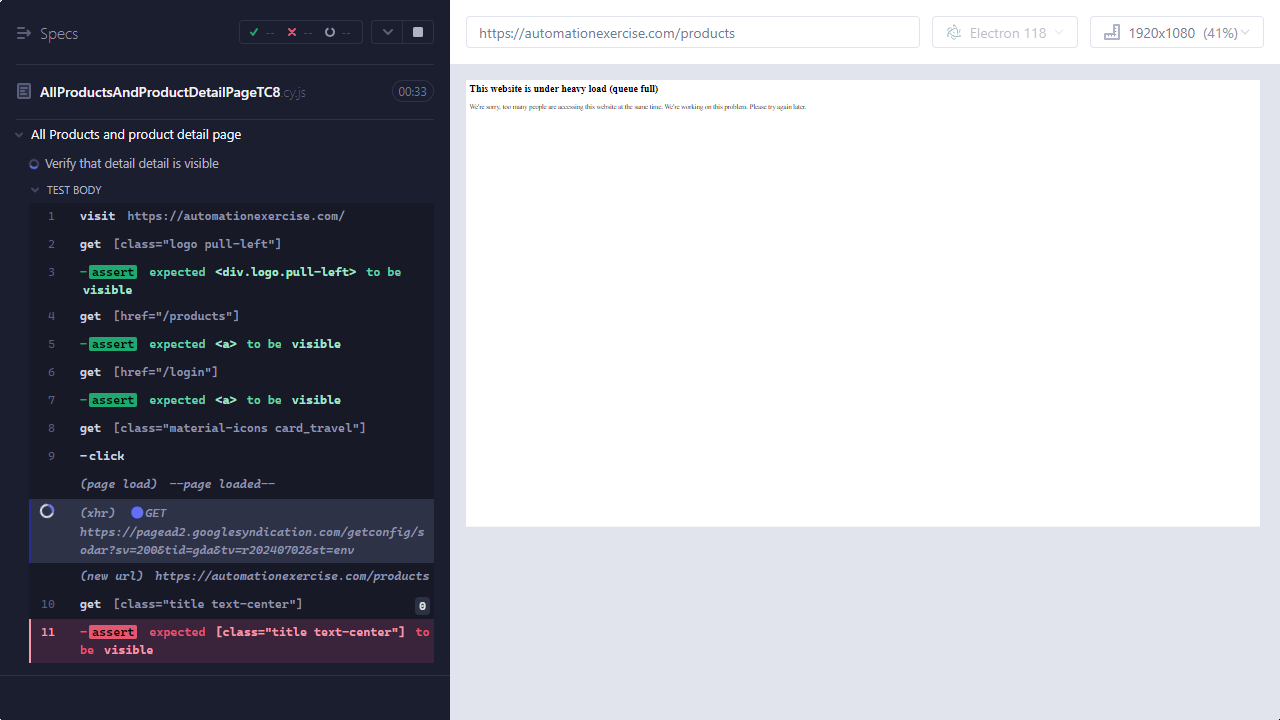 Specs
--
--
--
AllProductsAndProductDetailPageTC8.cy.js
00:33
All Products and product detail page
Verify that detail detail is visible
TEST BODY
1 visit https://automationexercise.com/
2 get [class="logo pull-left"]
3 -assert expected <div.logo.pull-left> to be
visible
4 get [href="/products"]
5 -assert expected <a> to be visible
6 get [href="/login"]
7 -assert expected <a> to be visible
8 get [class="material-icons card_travel"]
9 -click
(page load) --page loaded--
(xhr) GET
https://pagead2.googlesyndication.com/getconfig/s
odar?sv=200&tid=gda&tv=r20240702&st=env
(new url) https://automationexercise.com/products
10 get [class="title text-center"] 0
11 -assert expected [class="title text-center"] to
be visible
https://automationexercise.com/products
Electron 118
1920x1080 (41%)
This website is under heavy load (queue full)
We're sorry, too many people are accessing this website at the same time. We're working on this problem. Please try again later.